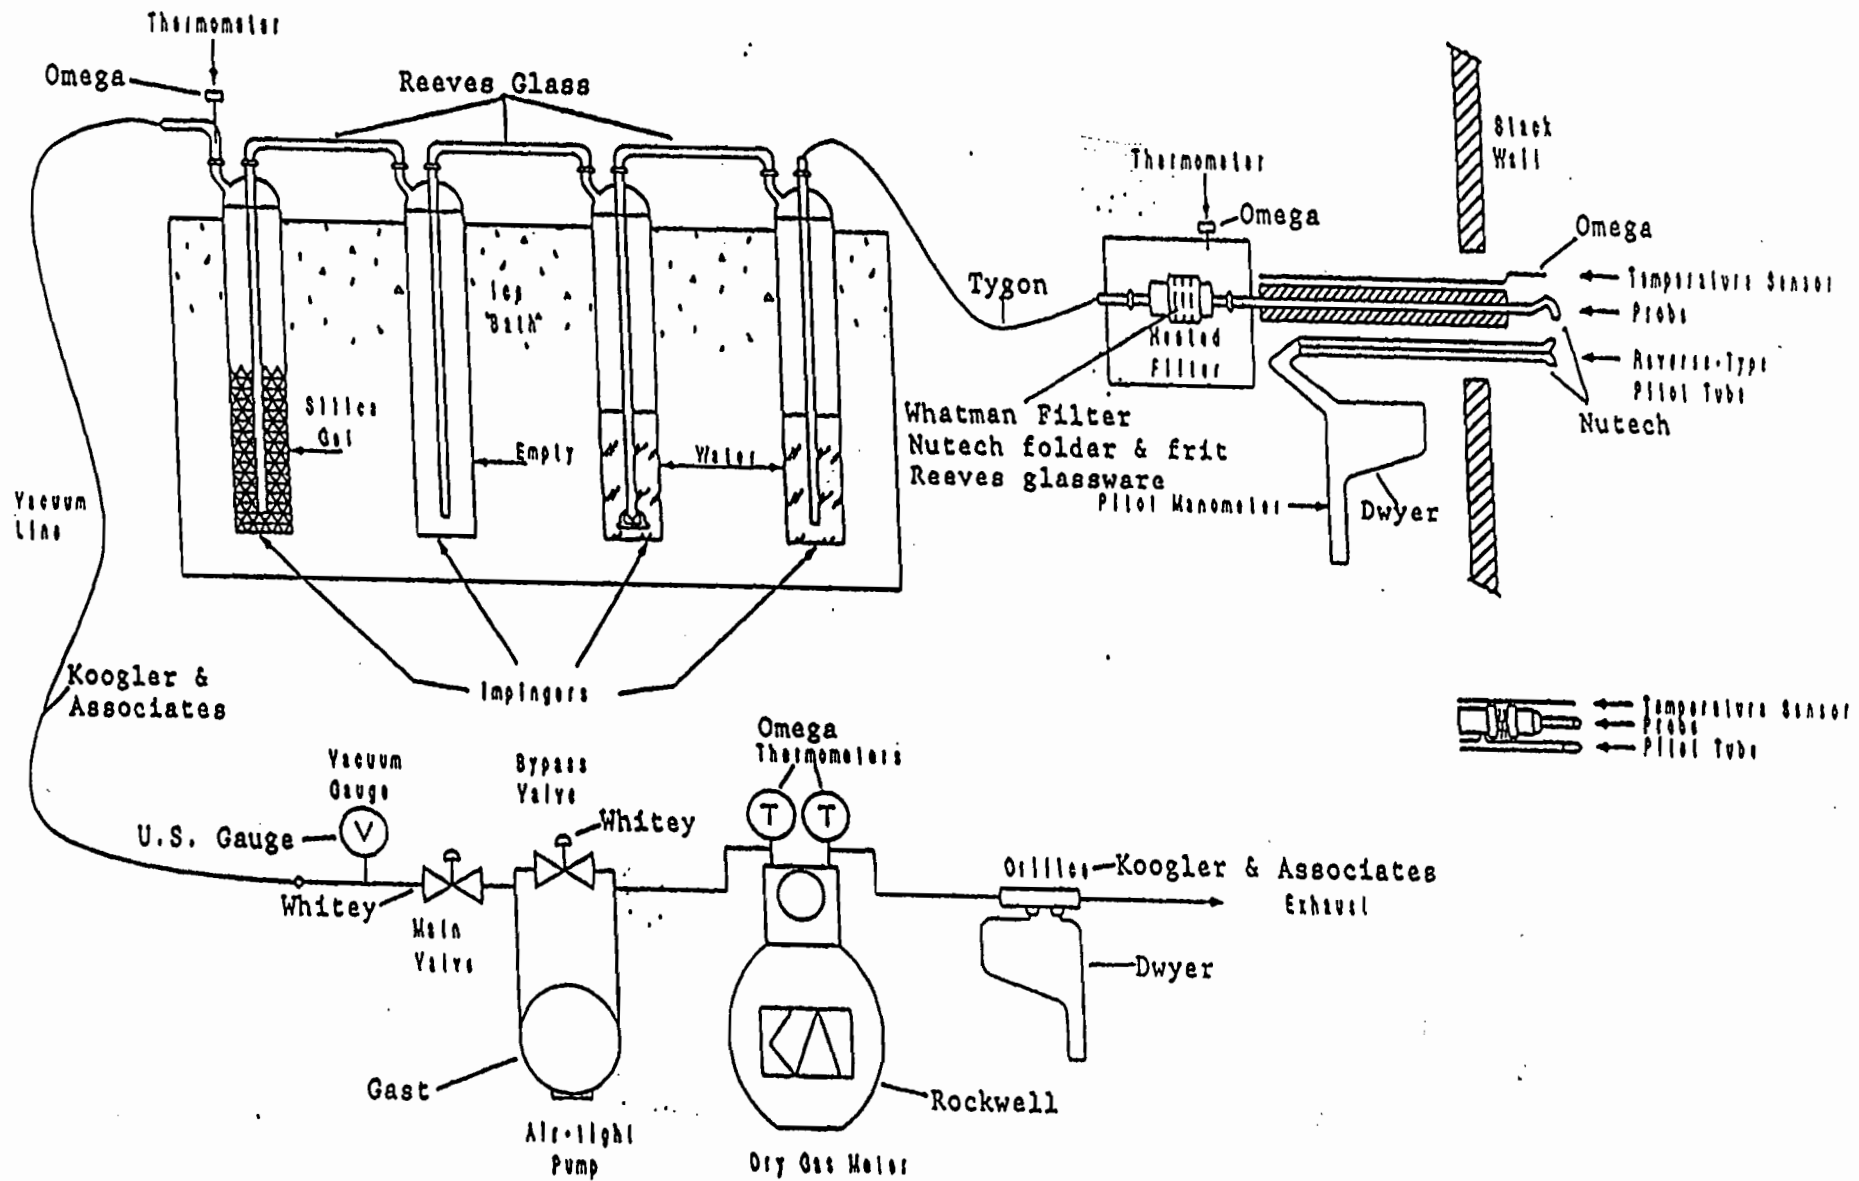 Thermometer
Omega
Reeves Glass
Stack
Wall
Thermometer
Omega
Omega
Temperature Sensor
Probe
Reverse-Type
Pitot Tube
Nutech
Tygon
Ice
Bath
Heated
Filter
Whatman Filter
Nutech folder & frit
Reeves glassware
Pitot Manometer
Dwyer
Silica
Gel
Empty
Water
Vacuum
Line
Impingers
Koogler &
Associates
Temperature Sensor
Probe
Pitot Tube
Vacuum
Gauge
U.S. Gauge
V
Bypass
Valve
Whitey
Omega
Thermometers
T
T
Whitey
Main
Valve
Orifice
Koogler & Associates
Exhaust
Dwyer
Gast
Rockwell
Air-tight
Pump
Dry Gas Meter